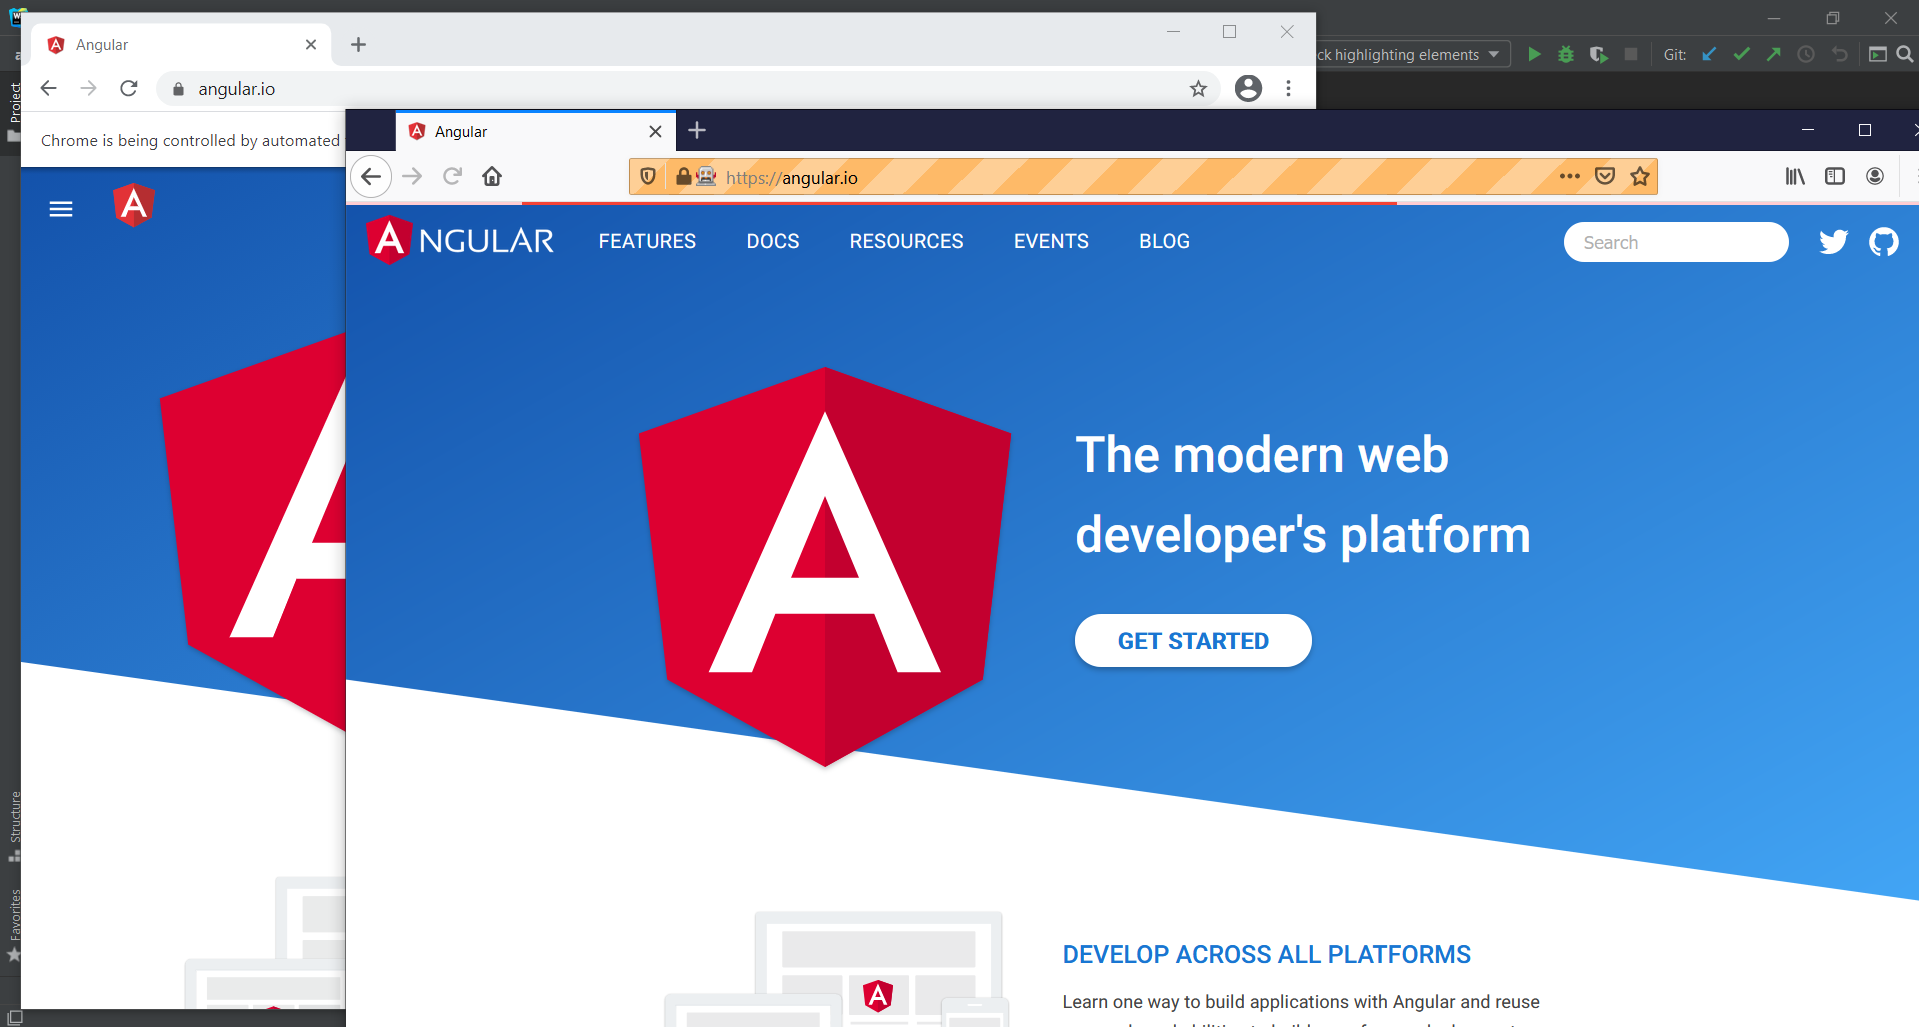 Angular
ck highlighting elements
Git:
angular.io
Project
Chrome is being controlled by automated
Angular
https://angular.io
NGULAR
FEATURES
DOCS
RESOURCES
EVENTS
BLOG
Search
The modern web
developer's platform
GET STARTED
Structure
Favorites
DEVELOP ACROSS ALL PLATFORMS
Learn one way to build applications with Angular and reuse